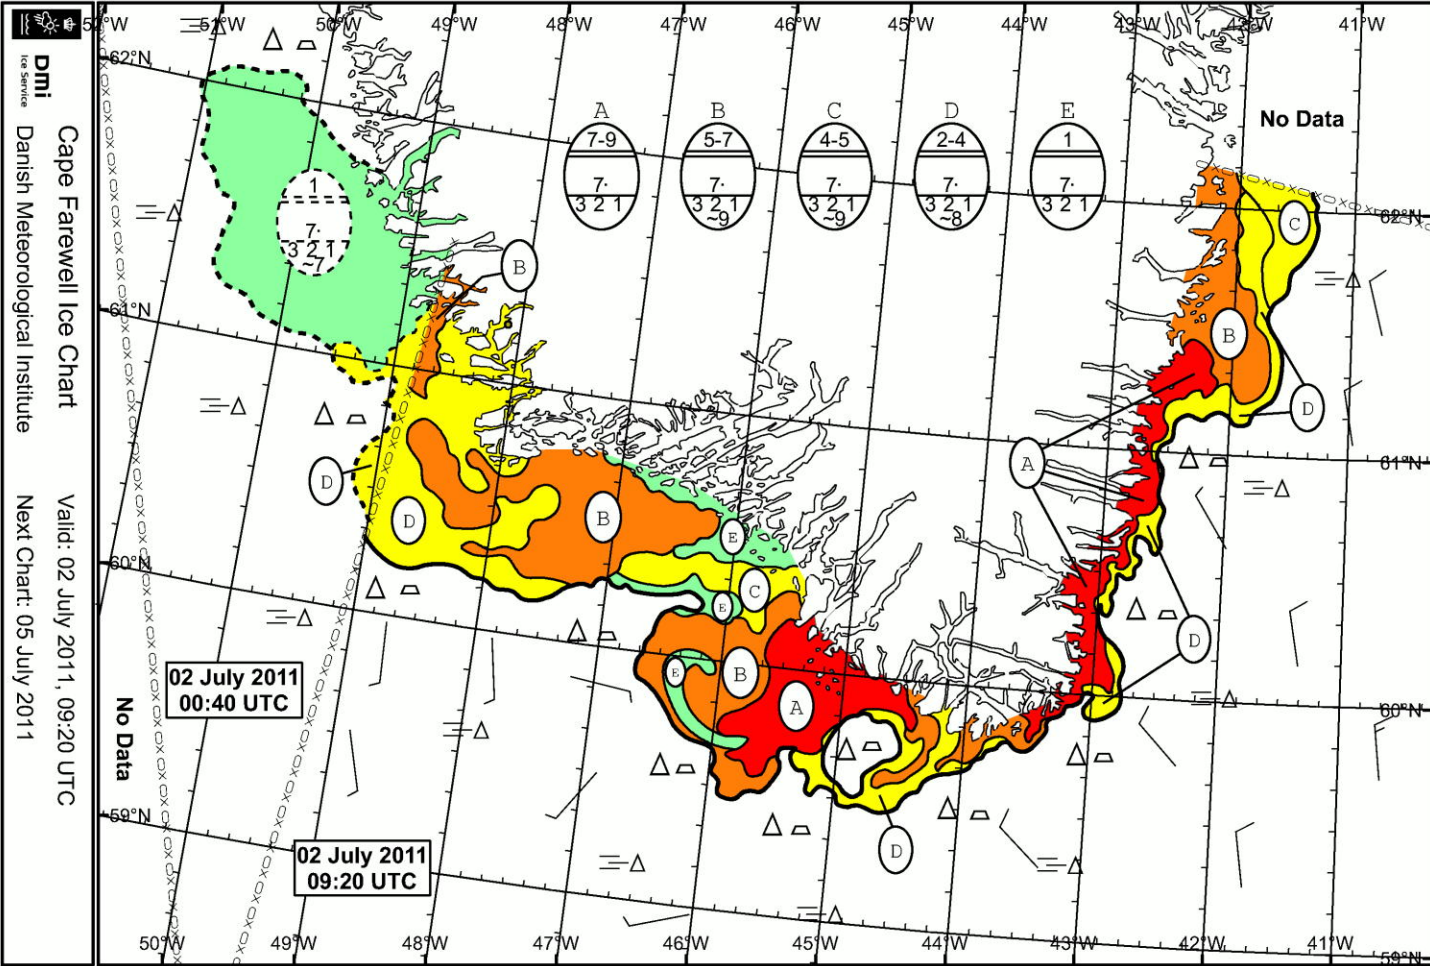 DMI
Ice Service
Cape Farewell Ice Chart
Danish Meteorological Institute
Valid: 02 July 2011, 09:20 UTC
Next Chart: 05 July 2011
52°W 51°W 50°W 49°W 48°W 47°W 46°W 45°W 44°W 43°W 42°W 41°W
62°N
No Data
A B C D E
7-9 5-7 4-5 2-4 1
7· 7· 7· 7· 7·
3 2 1 3 2 1 3 2 1 3 2 1 3 2 1
~9 ~9 ~8
1
7·
3 2 1
~7
62°N
C
B
61°N
B
D
A
61°N
D
D
B
E
60°N
C
E
D
E
B
A
60°N
02 July 2011
00:40 UTC
No Data
59°N
D
02 July 2011
09:20 UTC
50°W 49°W 48°W 47°W 46°W 45°W 44°W 43°W 42°W 41°W
59°N